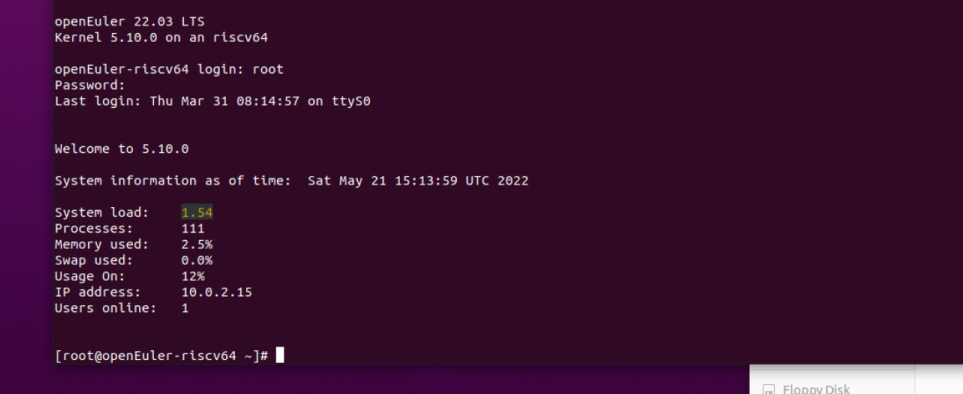 openEuler 22.03 LTS
Kernel 5.10.0 on an riscv64
openEuler-riscv64 login: root
Password:
Last login: Thu Mar 31 08:14:57 on ttyS0
Welcome to 5.10.0
System information as of time:  Sat May 21 15:13:59 UTC 2022
System load:    1.54
Processes:      111
Memory used:    2.5%
Swap used:      0.0%
Usage On:       12%
IP address:     10.0.2.15
Users online:   1
[root@openEuler-riscv64 ~]#
Floppy Disk